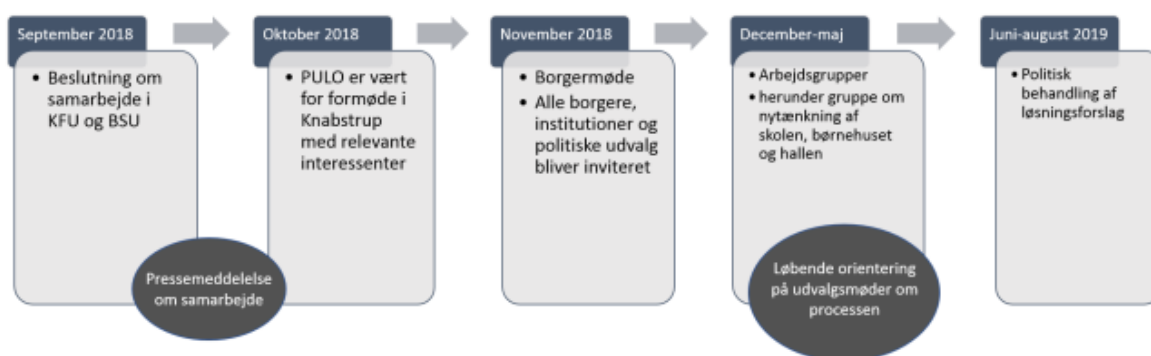 September 2018
• Beslutning om
samarbejde i
KFU og BSU
Pressemeddelelse
om samarbejde
Oktober 2018
• PULO er vært
for formøde i
Knabstrup
med relevante
interessenter
November 2018
• Borgermøde
• Alle borgere,
institutioner og
politiske udvalg
bliver inviteret
December-maj
• Arbejdsgrupper
• herunder gruppe om
nytænkning af
skolen, børnehuset
og hallen
Løbende orientering
på udvalgsmøder om
processen
Juni-august 2019
• Politisk
behandling af
løsningsforslag